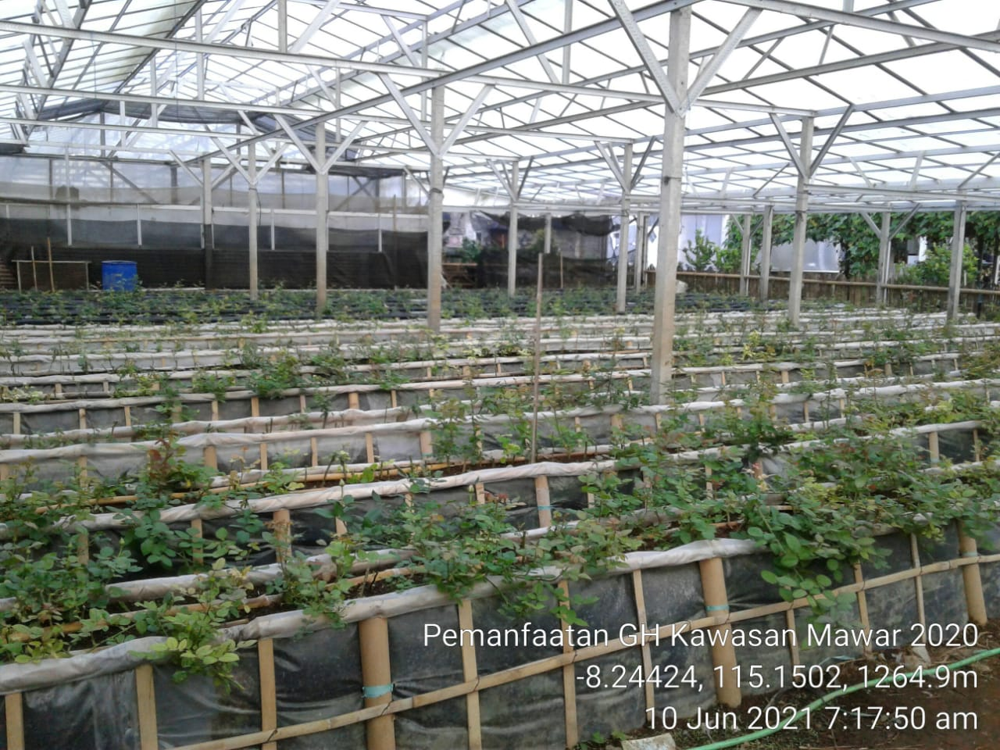 Pemanfaatan GH Kawasan Mawar 2020
-8.24424, 115.1502, 1264.9m
10 Jun 2021 7:17:50 am